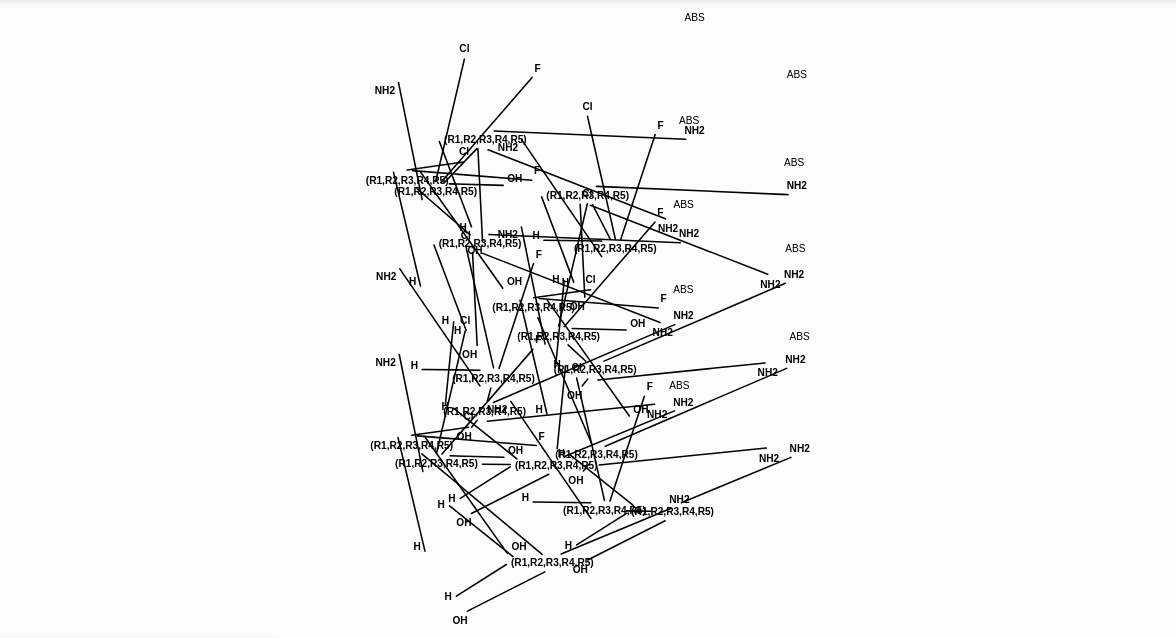 ABS
Cl
F
ABS
NH2
Cl
ABS
F
NH2
(R1,R2,R3,R4,R5)
NH2
Cl
ABS
F
(R1,R2,R3,R4,R5)
OH
NH2
(R1,R2,R3,R4,R5)
(R1,R2,R3,R4,R5)
ABS
F
H
NH2
NH2
H
NH2
Cl
(R1,R2,R3,R4,R5)
(R1,R2,R3,R4,R5)
ABS
OH
F
NH2
NH2
H
OH
H
H
Cl
NH2
ABS
F
(R1,R2,R3,R4,R5)
OH
NH2
H
Cl
OH
H
NH2
(R1,R2,R3,R4,R5)
ABS
OH
NH2
NH2
H
H
(R1,R2,R3,R4,R5)
NH2
(R1,R2,R3,R4,R5)
F
ABS
OH
NH2
H
NH2
H
OH
(R1,R2,R3,R4,R5)
NH2
Cl
OH
F
(R1,R2,R3,R4,R5)
OH
NH2
H
(R1,R2,R3,R4,R5)
NH2
(R1,R2,R3,R4,R5)
(R1,R2,R3,R4,R5)
OH
H
H
NH2
H
(R1,R2,R3,R4,R5)
(R1,R2,R3,R4,R5)
OH
H
OH
H
(R1,R2,R3,R4,R5)
OH
H
OH